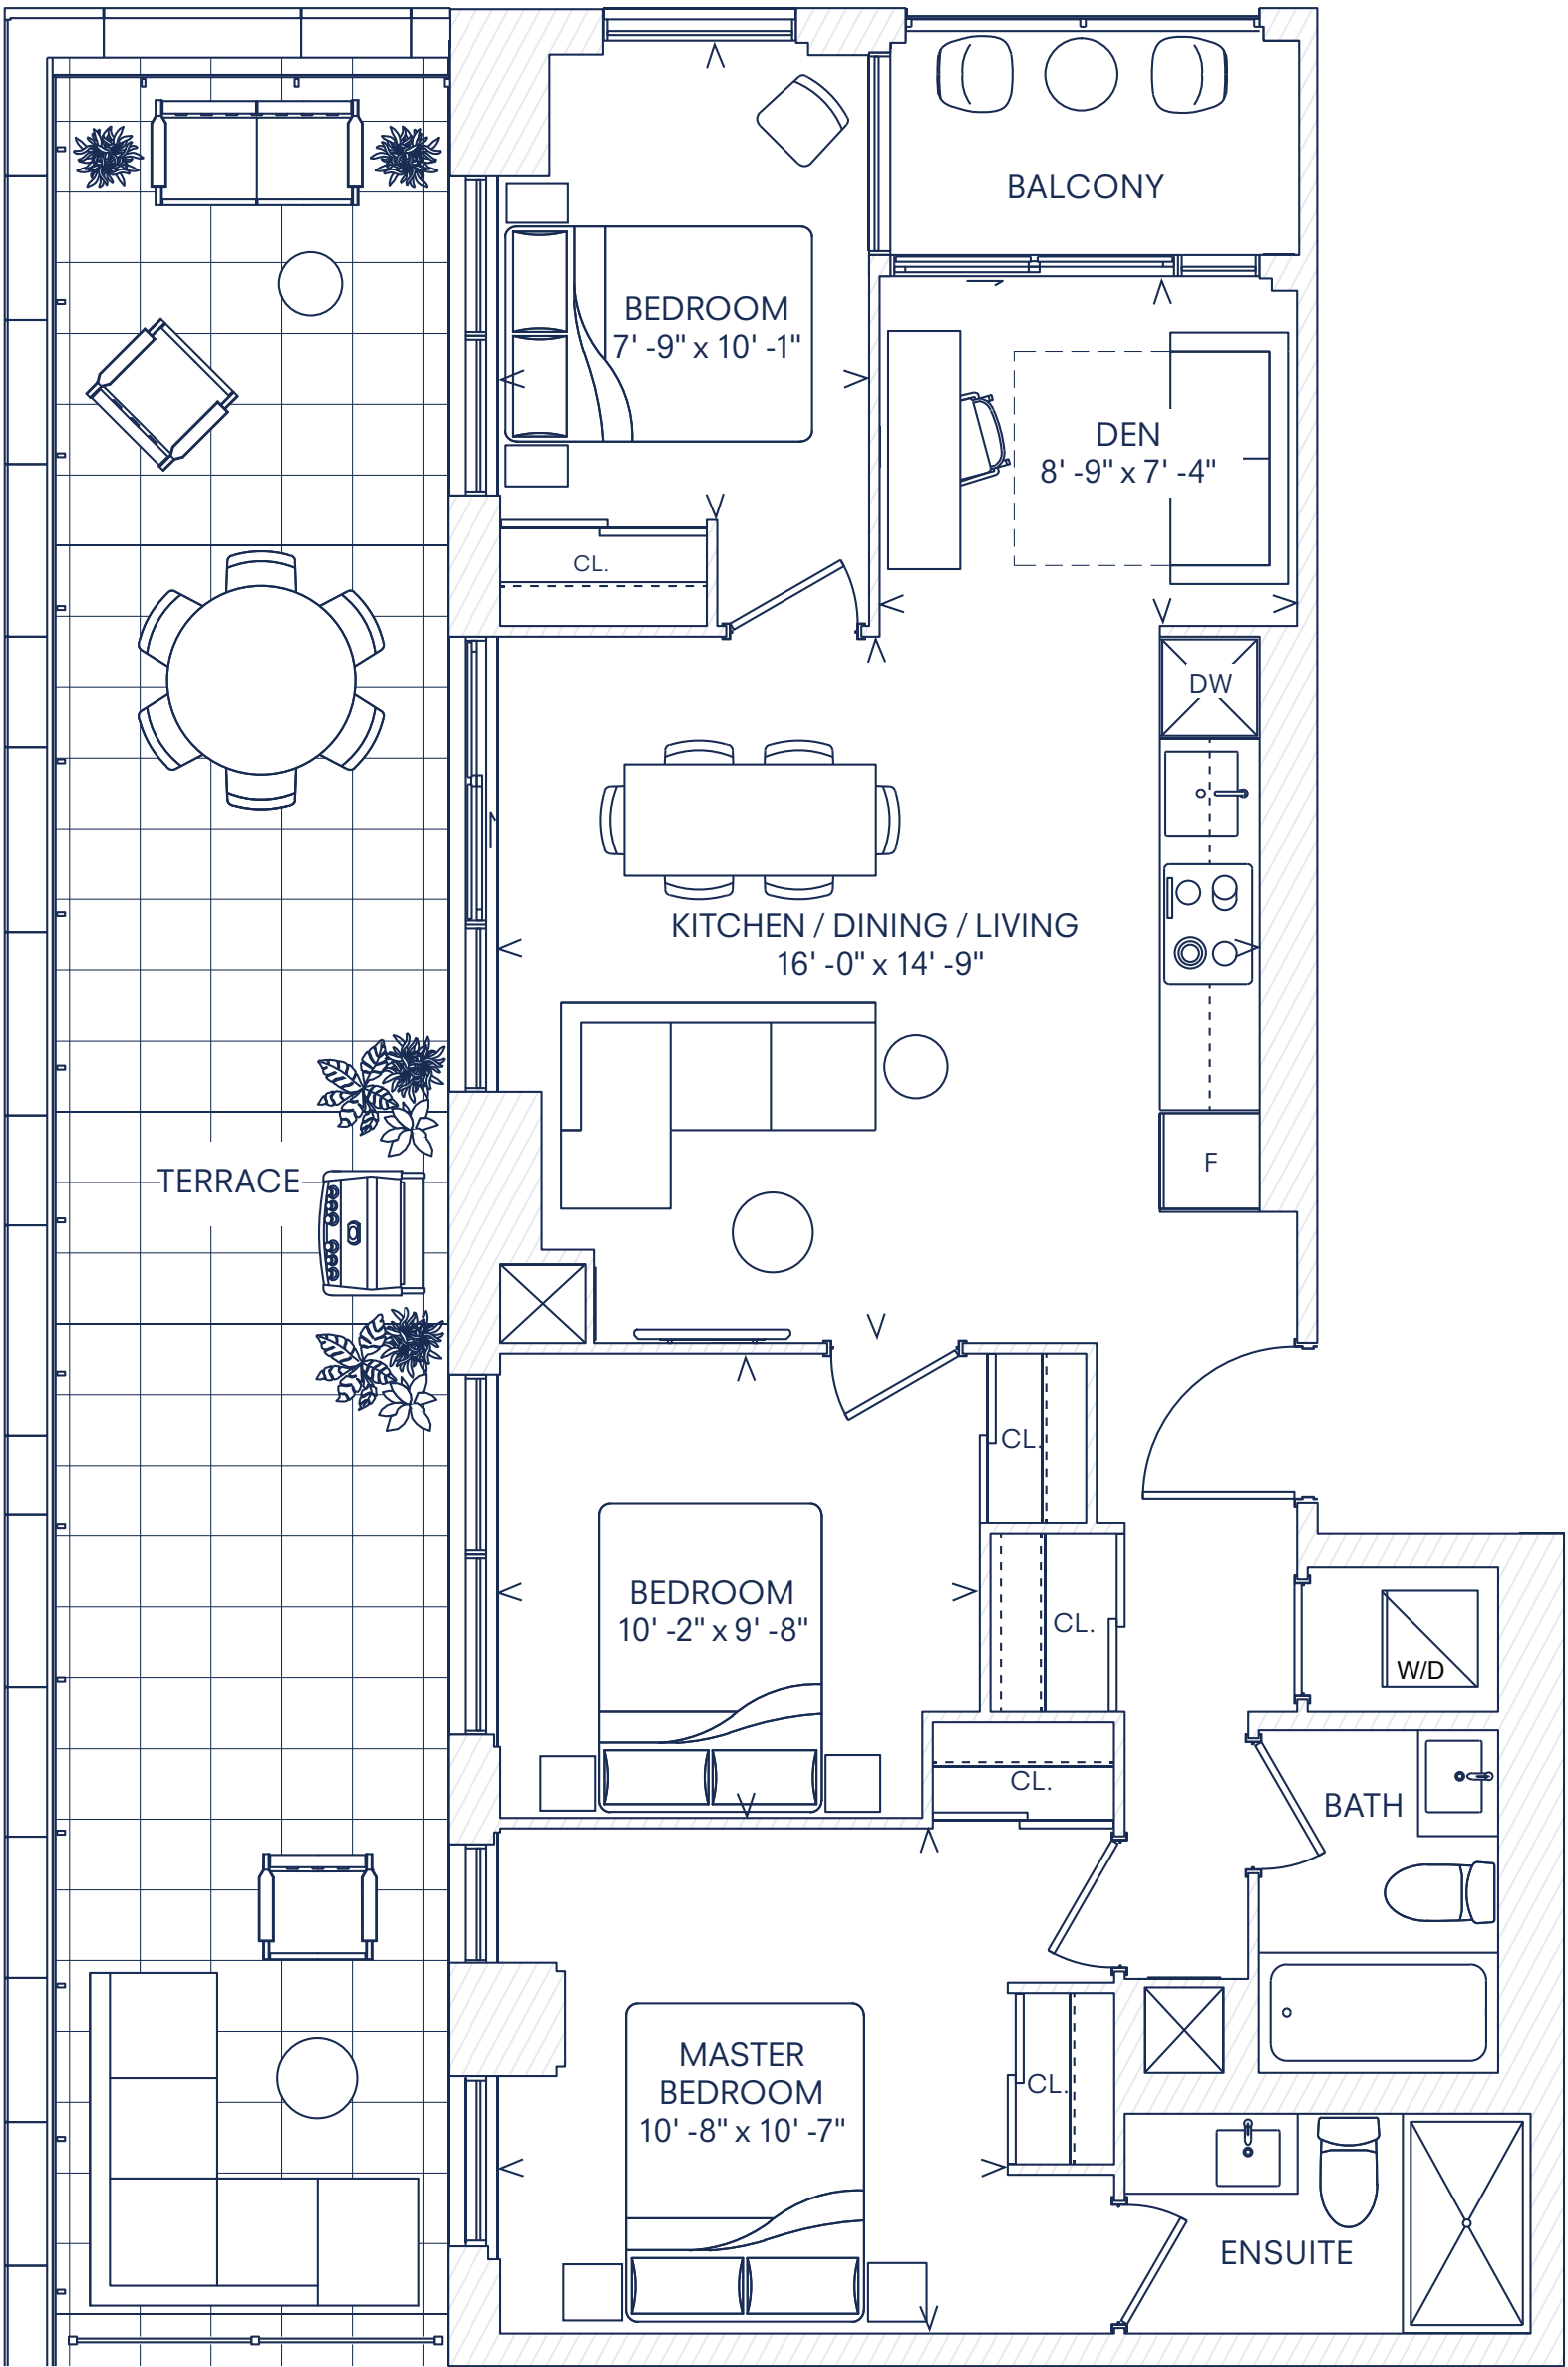 BALCONY
BEDROOM
7' -9" x 10' -1"
DEN
8' -9" x 7' -4"
CL.
DW
KITCHEN / DINING / LIVING
16' -0" x 14' -9"
F
TERRACE
CL.
BEDROOM
10' -2" x 9' -8"
CL.
W/D
CL.
BATH
MASTER
BEDROOM
10' -8" x 10' -7"
CL.
ENSUITE